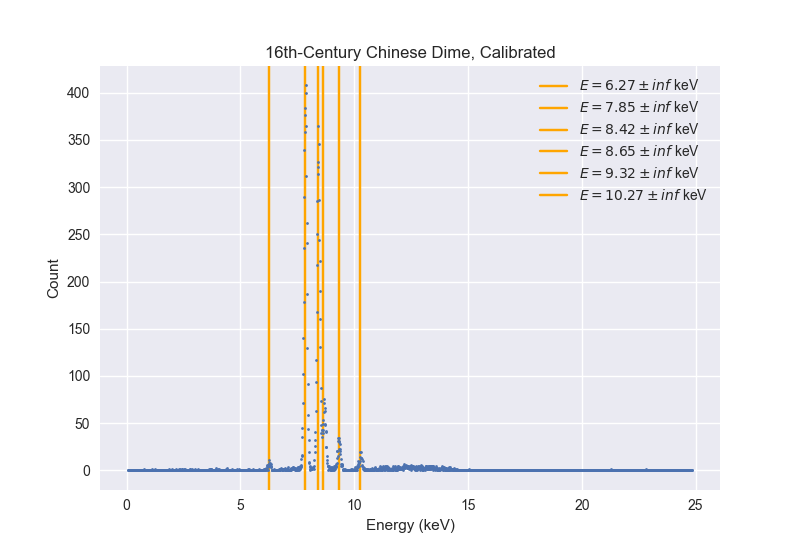 16th-Century Chinese Dime, Calibrated
E = 6.27 ± inf keV
E = 7.85 ± inf keV
E = 8.42 ± inf keV
E = 8.65 ± inf keV
E = 9.32 ± inf keV
E = 10.27 ± inf keV
400
350
300
250
200
150
100
50
0
Count
0 5 10 15 20 25
Energy (keV)